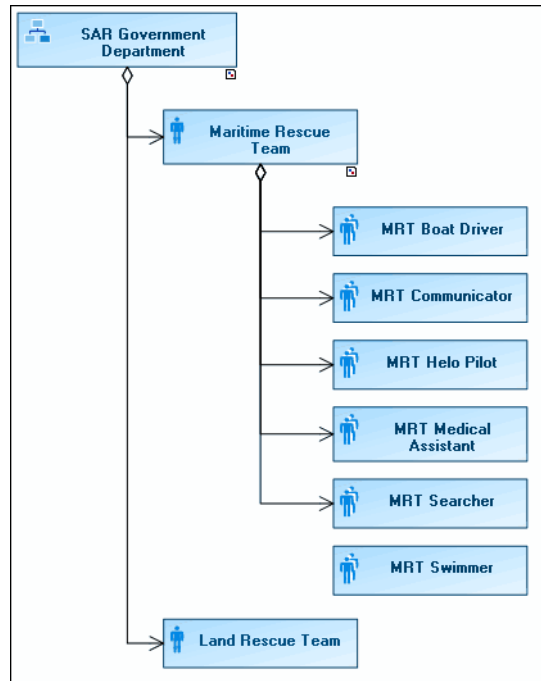 SAR Government
Department
Maritime Rescue
Team
MRT Boat Driver
MRT Communicator
MRT Helo Pilot
MRT Medical
Assistant
MRT Searcher
MRT Swimmer
Land Rescue Team